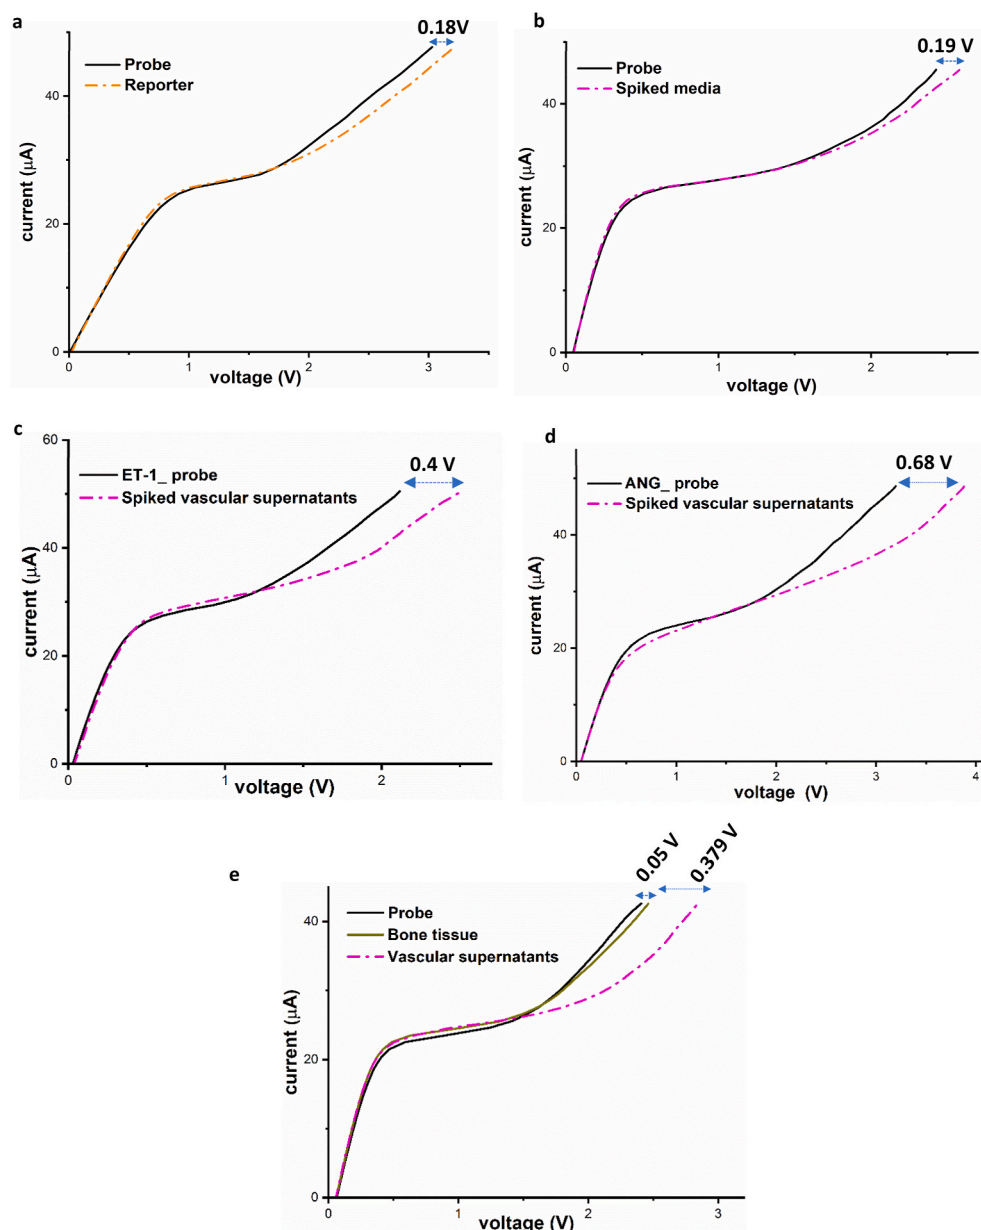 a
0.18V
Probe
Reporter
40
20
0
current (µA)
0
1
2
3
voltage (V)
b
0.19 V
Probe
Spiked media
40
20
0
current (µA)
0
1
2
voltage (V)
c
60
0.4 V
ET-1_ probe
Spiked vascular supernatants
40
20
0
current (µA)
0
1
2
voltage (V)
d
0.68 V
ANG_ probe
Spiked vascular supernatants
40
20
0
current (µA)
0
1
2
3
4
voltage (V)
e
0.05 V
0.379 V
Probe
Bone tissue
Vascular supernatants
40
20
0
current (µA)
0
1
2
3
voltage (V)